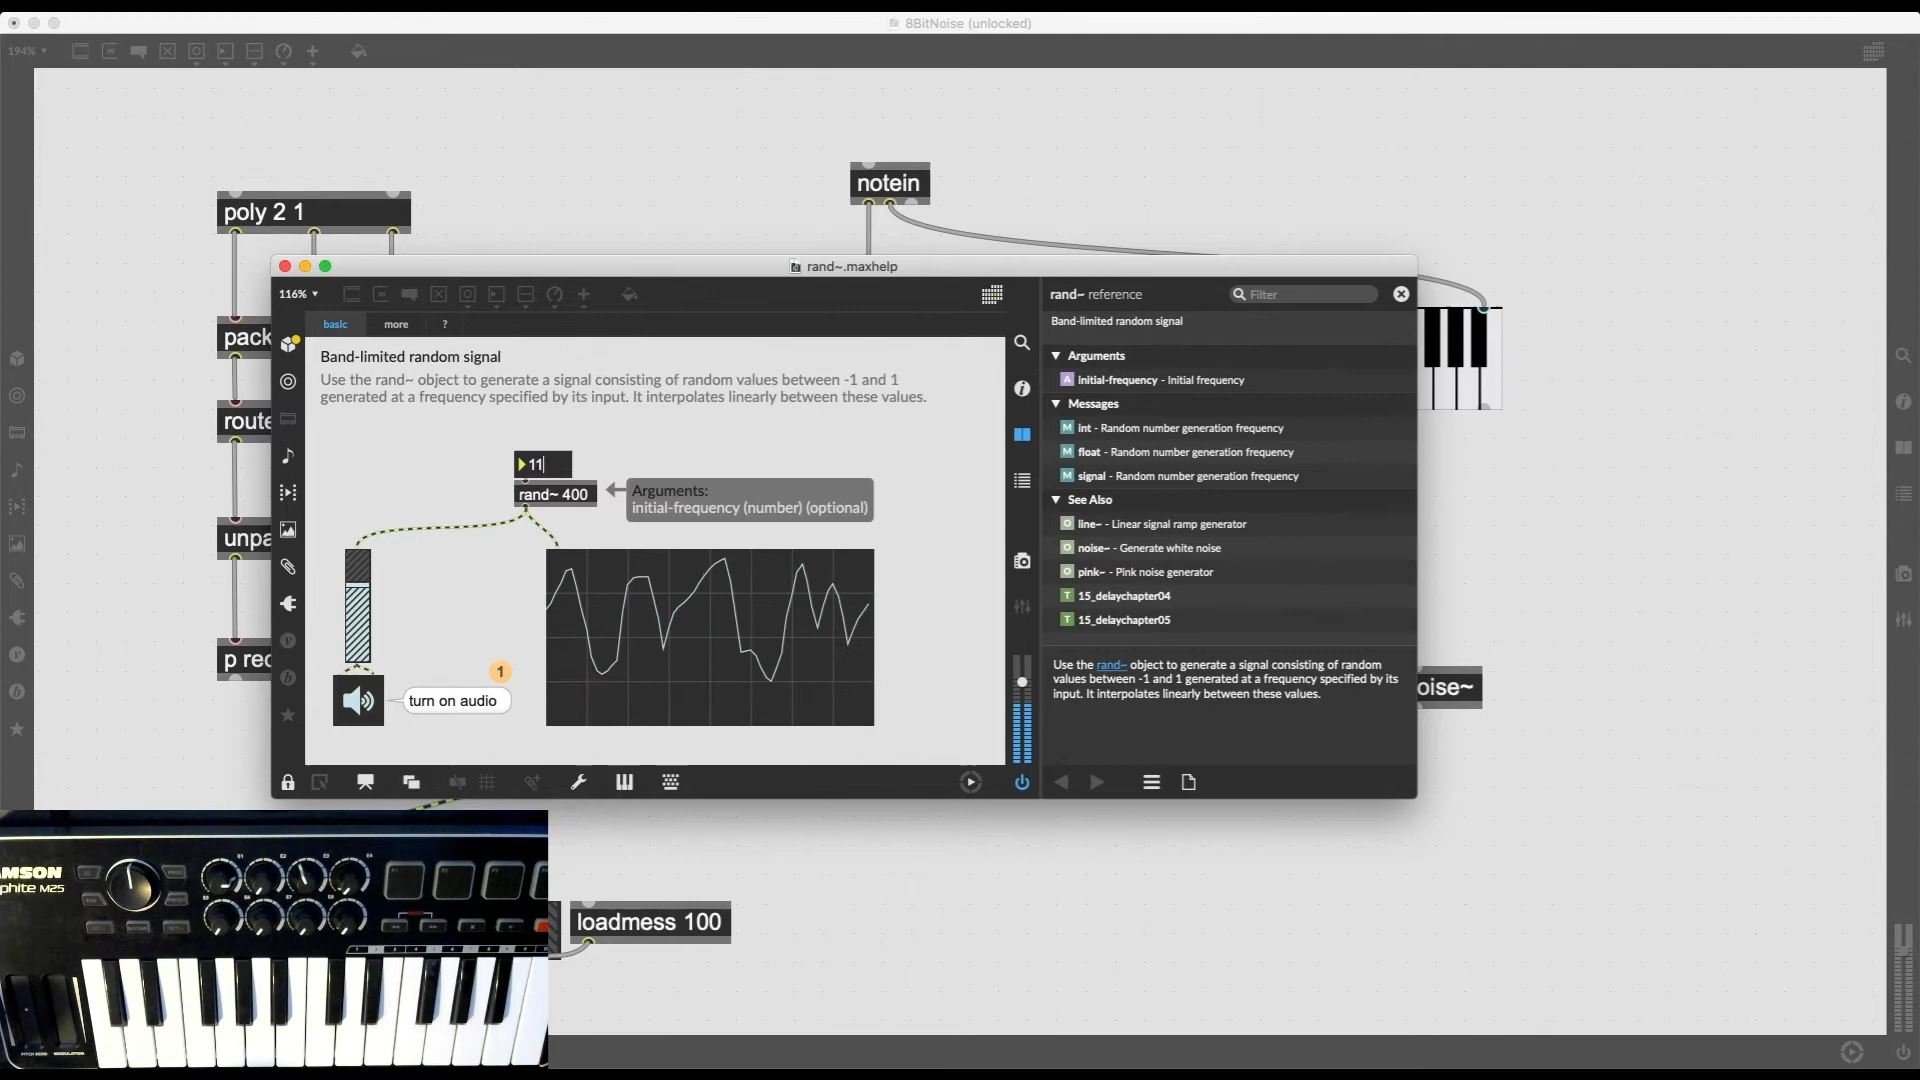 8BitNoise (unlocked)
194%
notein
poly 2 1
rand~.maxhelp
116%
rand~ reference
Filter
basic
more
?
Band-limited random signal
Band-limited random signal
Use the rand~ object to generate a signal consisting of random values between -1 and 1
generated at a frequency specified by its input. It interpolates linearly between these values.
Arguments
A initial-frequency - Initial frequency
Messages
M int - Random number generation frequency
M float - Random number generation frequency
M signal - Random number generation frequency
See Also
O line~ - Linear signal ramp generator
O noise~ - Generate white noise
O pink~ - Pink noise generator
T 15_delaychapter04
T 15_delaychapter05
Use the rand~ object to generate a signal consisting of random
values between -1 and 1 generated at a frequency specified by its
input. It interpolates linearly between these values.
pack
route
unpa
p rec
11
rand~ 400
Arguments:
initial-frequency (number) (optional)
1
turn on audio
oise~
loadmess 100
AMSON
phite M25
PITCH BEND
MODULATION